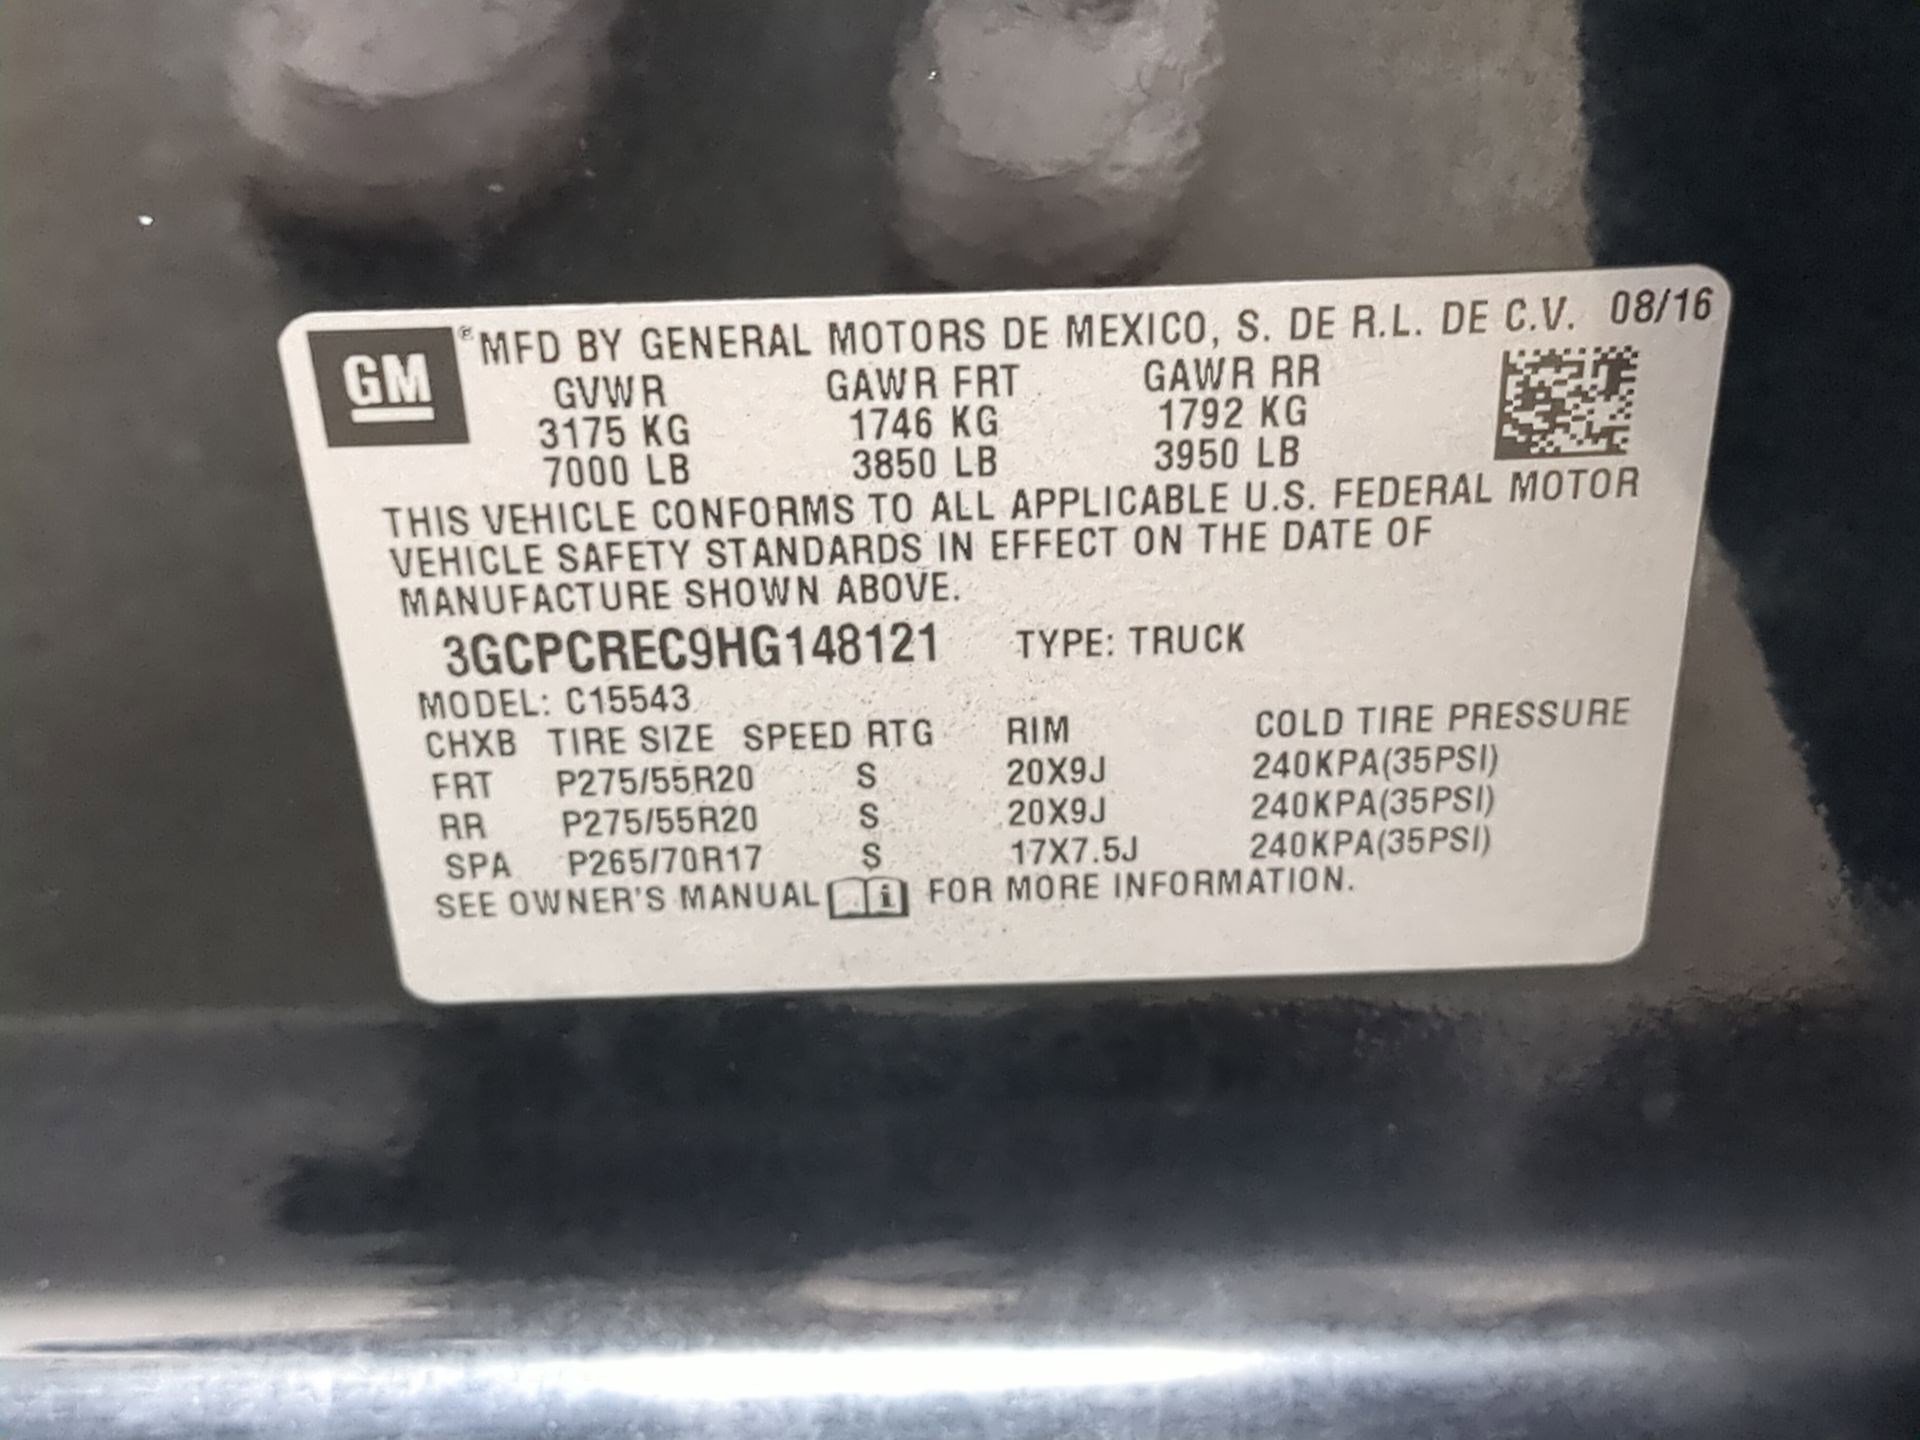 GM ® MFD BY GENERAL MOTORS DE MEXICO, S. DE R.L. DE C.V. 08/16
GVWR GAWR FRT GAWR RR
3175 KG 1746 KG 1792 KG
7000 LB 3850 LB 3950 LB
THIS VEHICLE CONFORMS TO ALL APPLICABLE U.S. FEDERAL MOTOR
VEHICLE SAFETY STANDARDS IN EFFECT ON THE DATE OF
MANUFACTURE SHOWN ABOVE.
3GCPCREC9HG148121 TYPE: TRUCK
MODEL: C15543
CHXB TIRE SIZE SPEED RTG RIM COLD TIRE PRESSURE
FRT P275/55R20 S 20X9J 240KPA(35PSI)
RR P275/55R20 S 20X9J 240KPA(35PSI)
SPA P265/70R17 S 17X7.5J 240KPA(35PSI)
SEE OWNER'S MANUAL i FOR MORE INFORMATION.